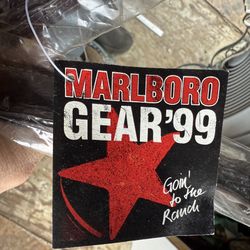 MARLBORO
GEAR '99
Goin'
to the
Ranch